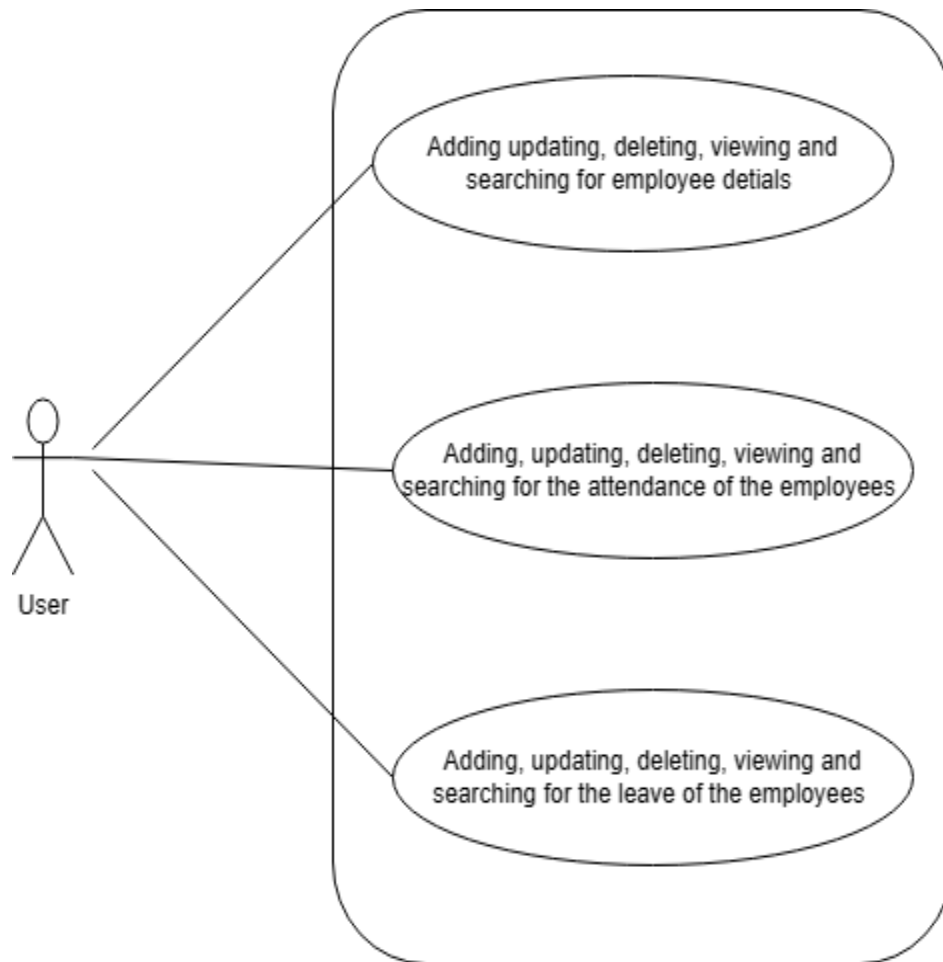 Adding updating, deleting, viewing and
searching for employee detials
Adding, updating, deleting, viewing and
searching for the attendance of the employees
User
Adding, updating, deleting, viewing and
searching for the leave of the employees